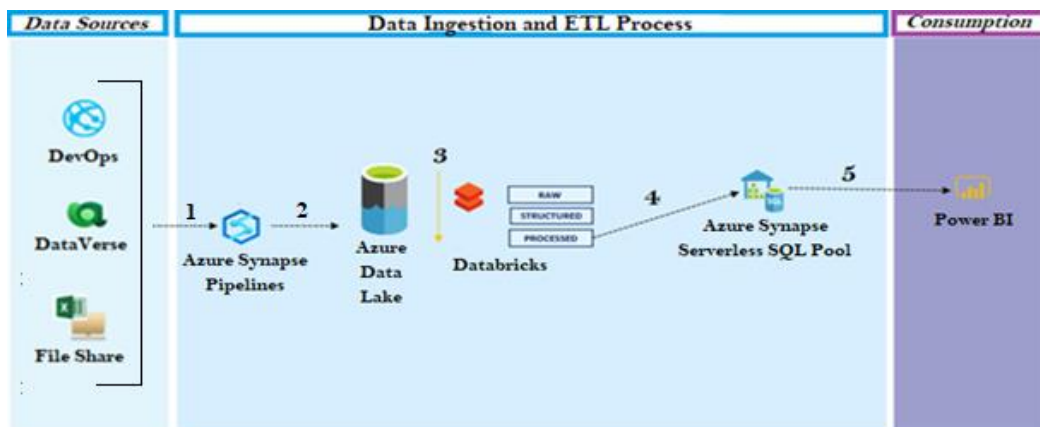 Data Sources
Data Ingestion and ETL Process
Consumption
DevOps
DataVerse
File Share
1
Azure Synapse
Pipelines
2
Azure
Data
Lake
3
Databricks
RAW
STRUCTURED
PROCESSED
4
SQL
Azure Synapse
Serverless SQL Pool
5
Power BI